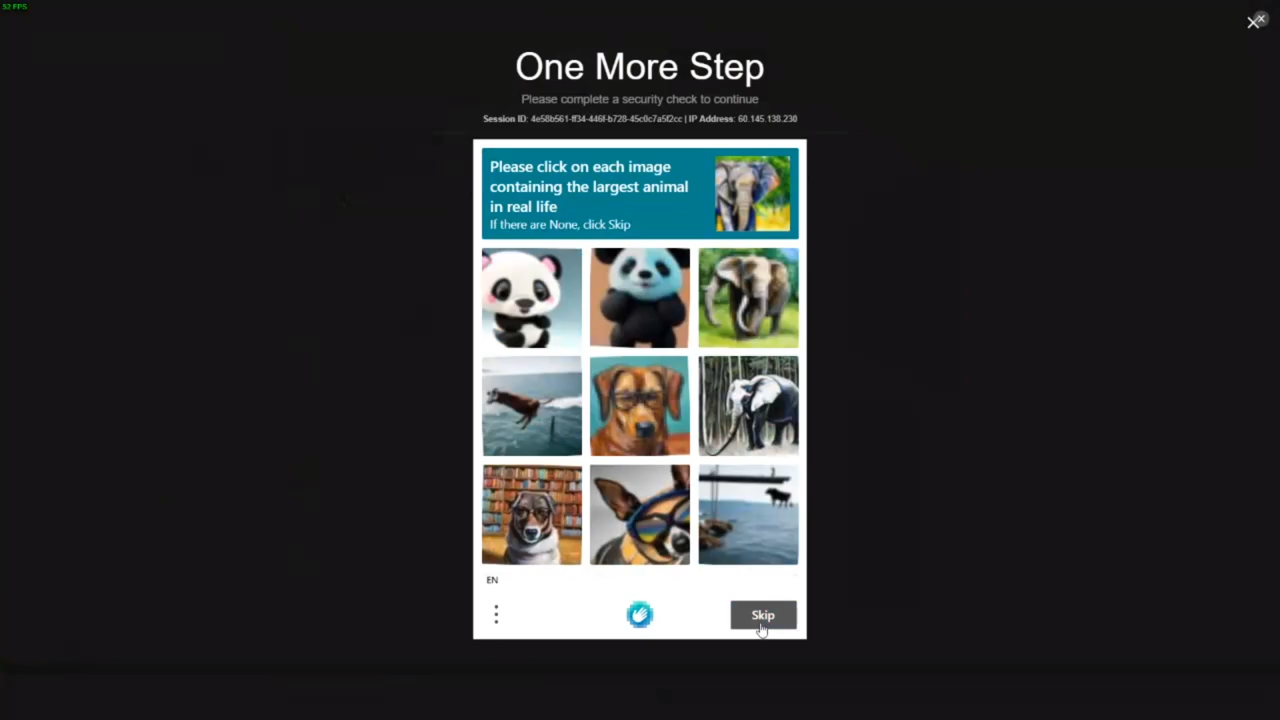 52 FPS
One More Step
Please complete a security check to continue
Session ID: 4e58b561-ff34-446f-b728-45c0c7a5f2cc | IP Address: 60.145.138.230
Please click on each image
containing the largest animal
in real life
If there are None, click Skip
EN
Skip